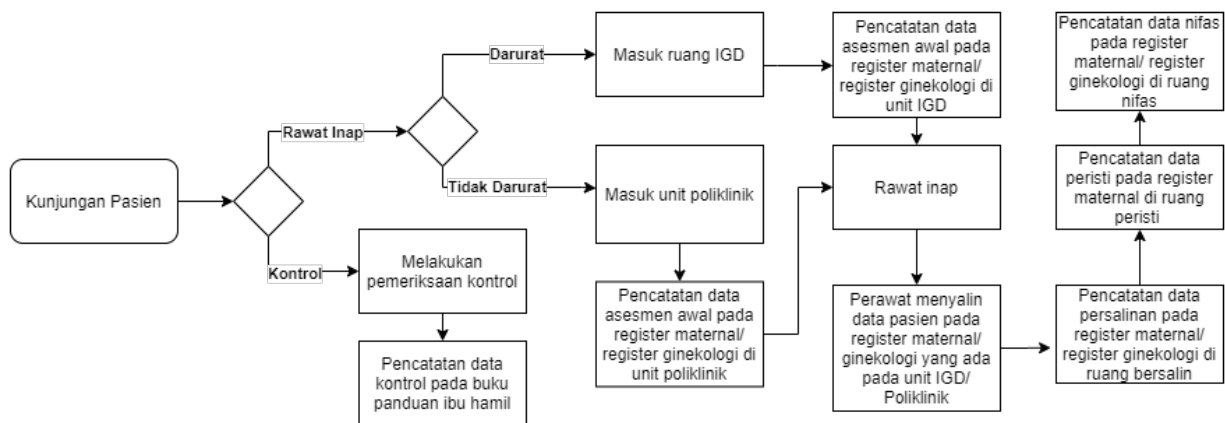 Kunjungan Pasien
Rawat Inap
Kontrol
Melakukan
pemeriksaan kontrol
Pencatatan data
kontrol pada buku
panduan ibu hamil
Darurat
Tidak Darurat
Masuk ruang IGD
Masuk unit poliklinik
Pencatatan data
asesmen awal pada
register maternal/
register ginekologi di
unit poliklinik
Pencatatan data
asesmen awal pada
register maternal/
register ginekologi di
unit IGD
Rawat inap
Perawat menyalin
data pasien pada
register maternal/
ginekologi yang ada
pada unit IGD/
Poliklinik
Pencatatan data
persalinan pada
register maternal/
register ginekologi di
ruang bersalin
Pencatatan data
peristi pada register
maternal di ruang
peristi
Pencatatan data nifas
pada register
maternal/ register
ginekologi di ruang
nifas